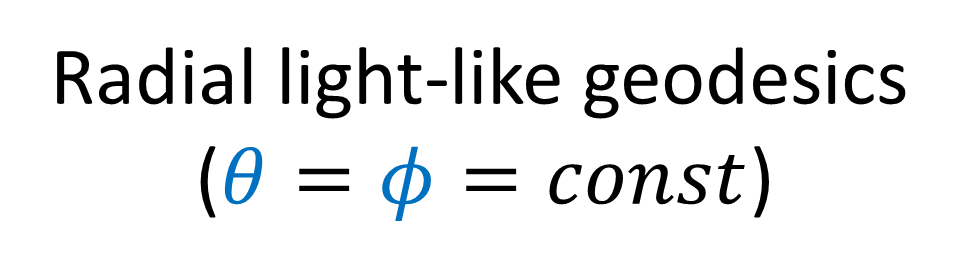 Radial light-like geodesics
(θ = ϕ = const)